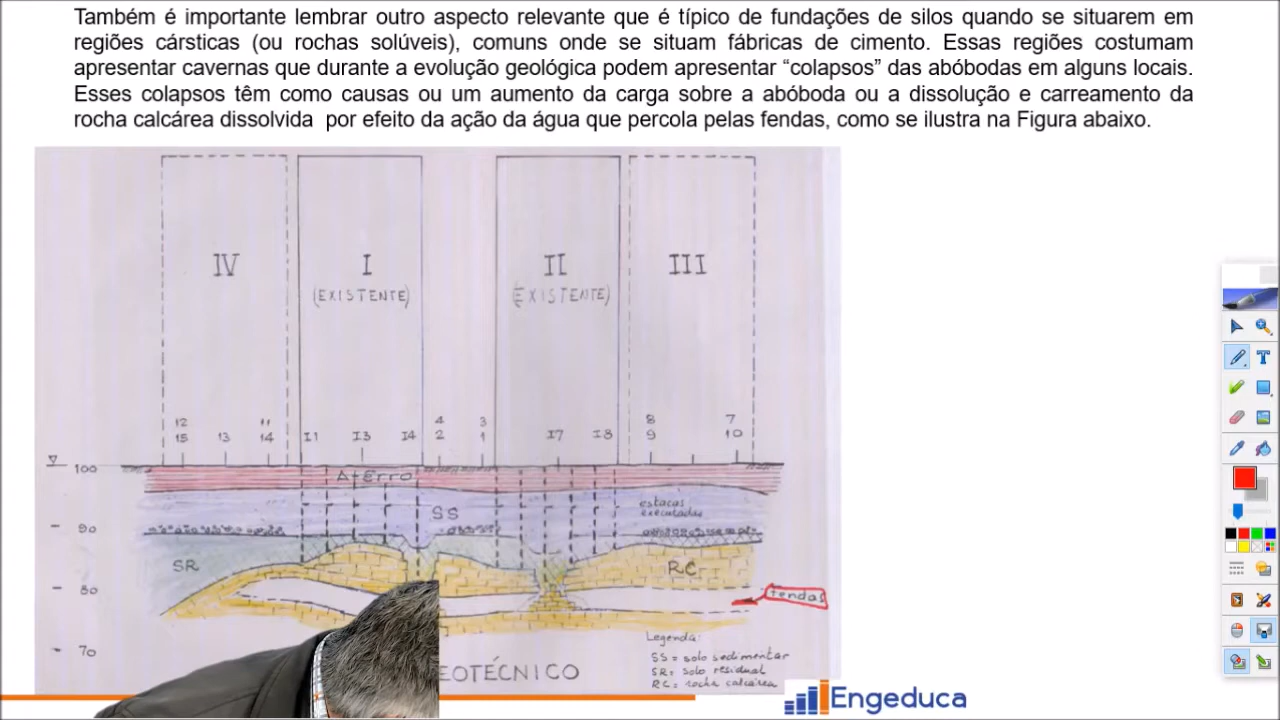 Também é importante lembrar outro aspecto relevante que é típico de fundações de silos quando se situarem em
regiões cársticas (ou rochas solúveis), comuns onde se situam fábricas de cimento. Essas regiões costumam
apresentar cavernas que durante a evolução geológica podem apresentar “colapsos” das abóbodas em alguns locais.
Esses colapsos têm como causas ou um aumento da carga sobre a abóboda ou a dissolução e carreamento da
rocha calcárea dissolvida por efeito da ação da água que percola pelas fendas, como se ilustra na Figura abaixo.
IV I II III
(EXISTENTE) (EXISTENTE)
12 11 4 3 8 7
15 13 14 I1 I3 I4 2 1 I7 I8 9 10
100 Aterro
SS estacas
executadas
90
SR RC
80 fendas
70
Legenda:
SS = solo sedimentar
SR= solo residual
RC = rocha calcárea
EOTÉCNICO
Engeduca